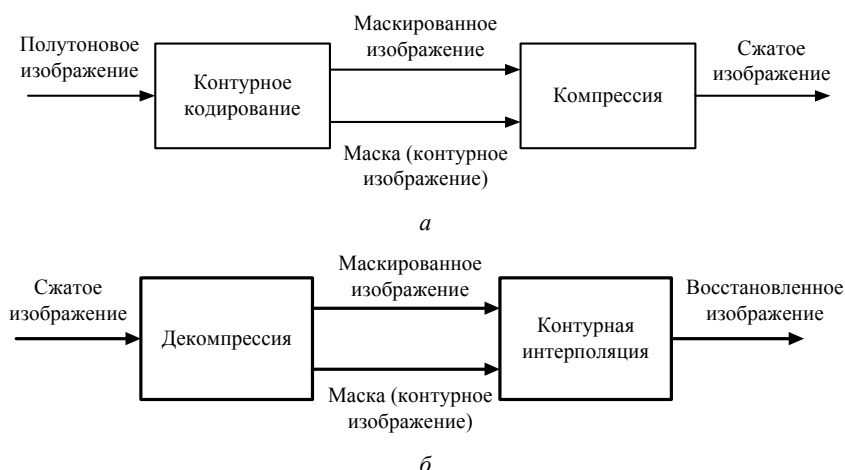 Полутоновое
изображение
Контурное
кодирование
Маскированное
изображение
Маска (контурное
изображение)
Компрессия
Сжатое
изображение
а
Сжатое
изображение
Декомпрессия
Маскированное
изображение
Маска (контурное
изображение)
Контурная
интерполяция
Восстановленное
изображение
б